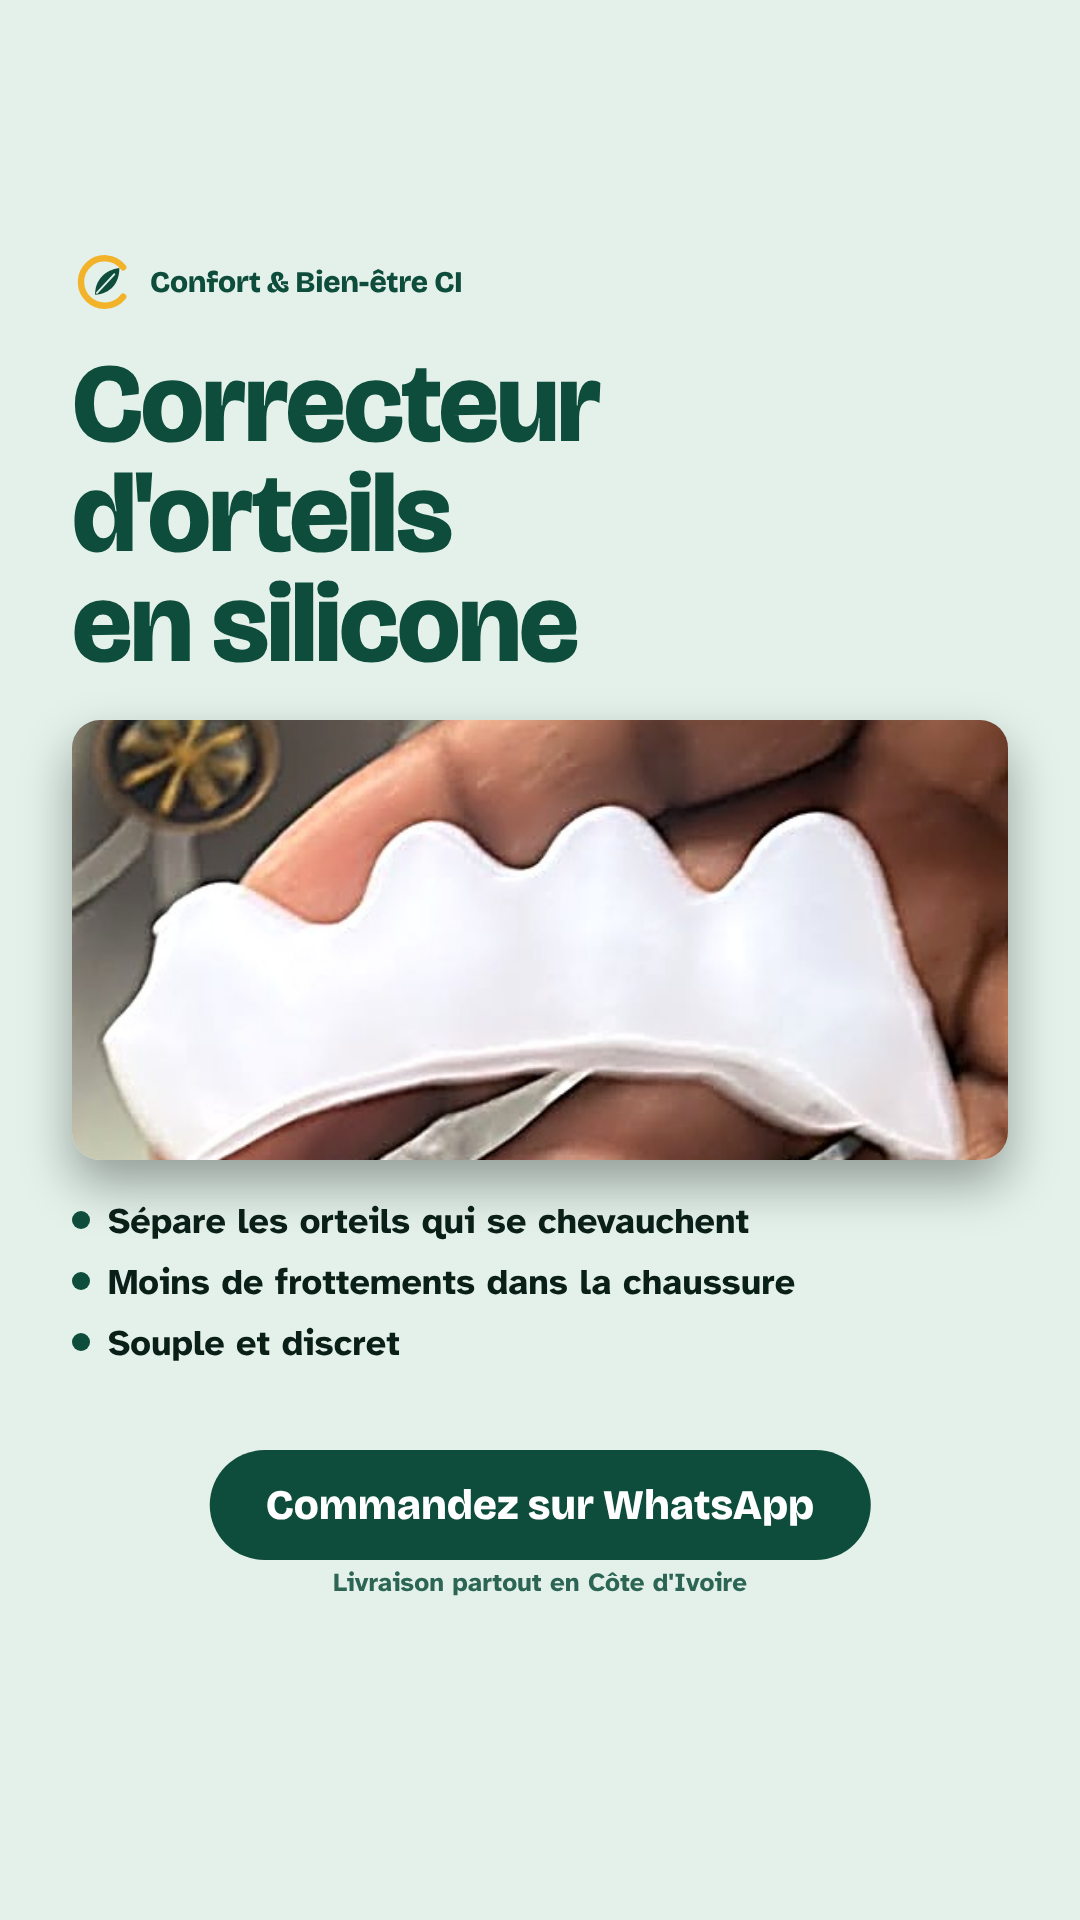 Confort & Bien-être CI
Correcteur
d'orteils
en silicone
Sépare les orteils qui se chevauchent
Moins de frottements dans la chaussure
Souple et discret
Commandez sur WhatsApp
Livraison partout en Côte d'Ivoire